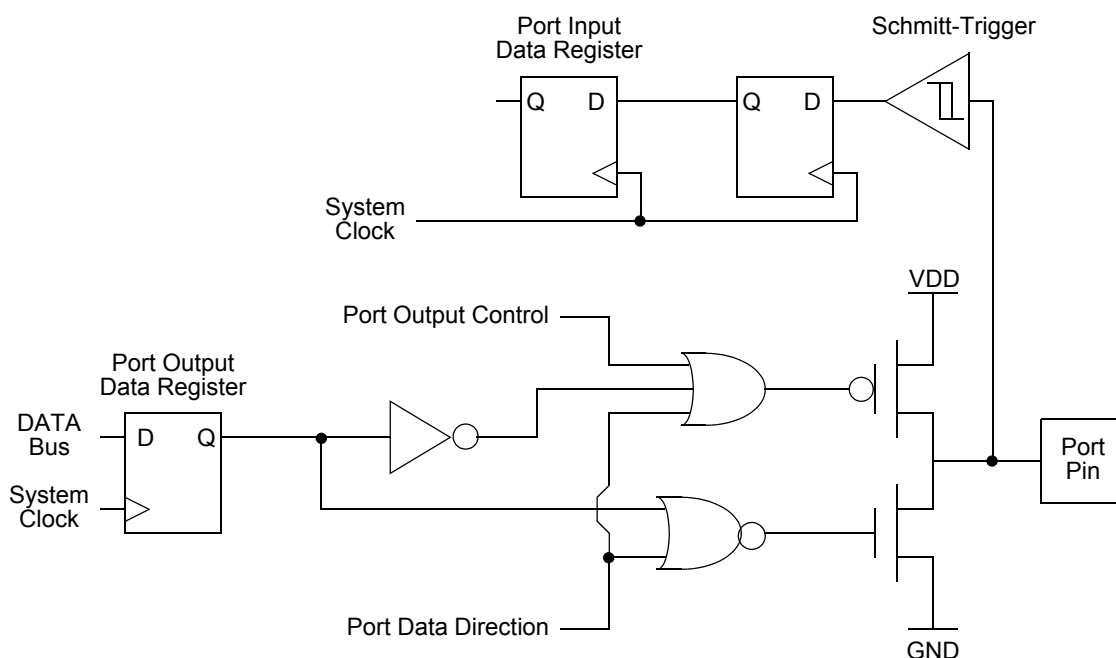 Port Input
Data Register
Schmitt-Trigger
Q
D
Q
D
System
Clock
VDD
Port Output Control
Port Output
Data Register
DATA
Bus
D
Q
Port
Pin
System
Clock
Port Data Direction
GND